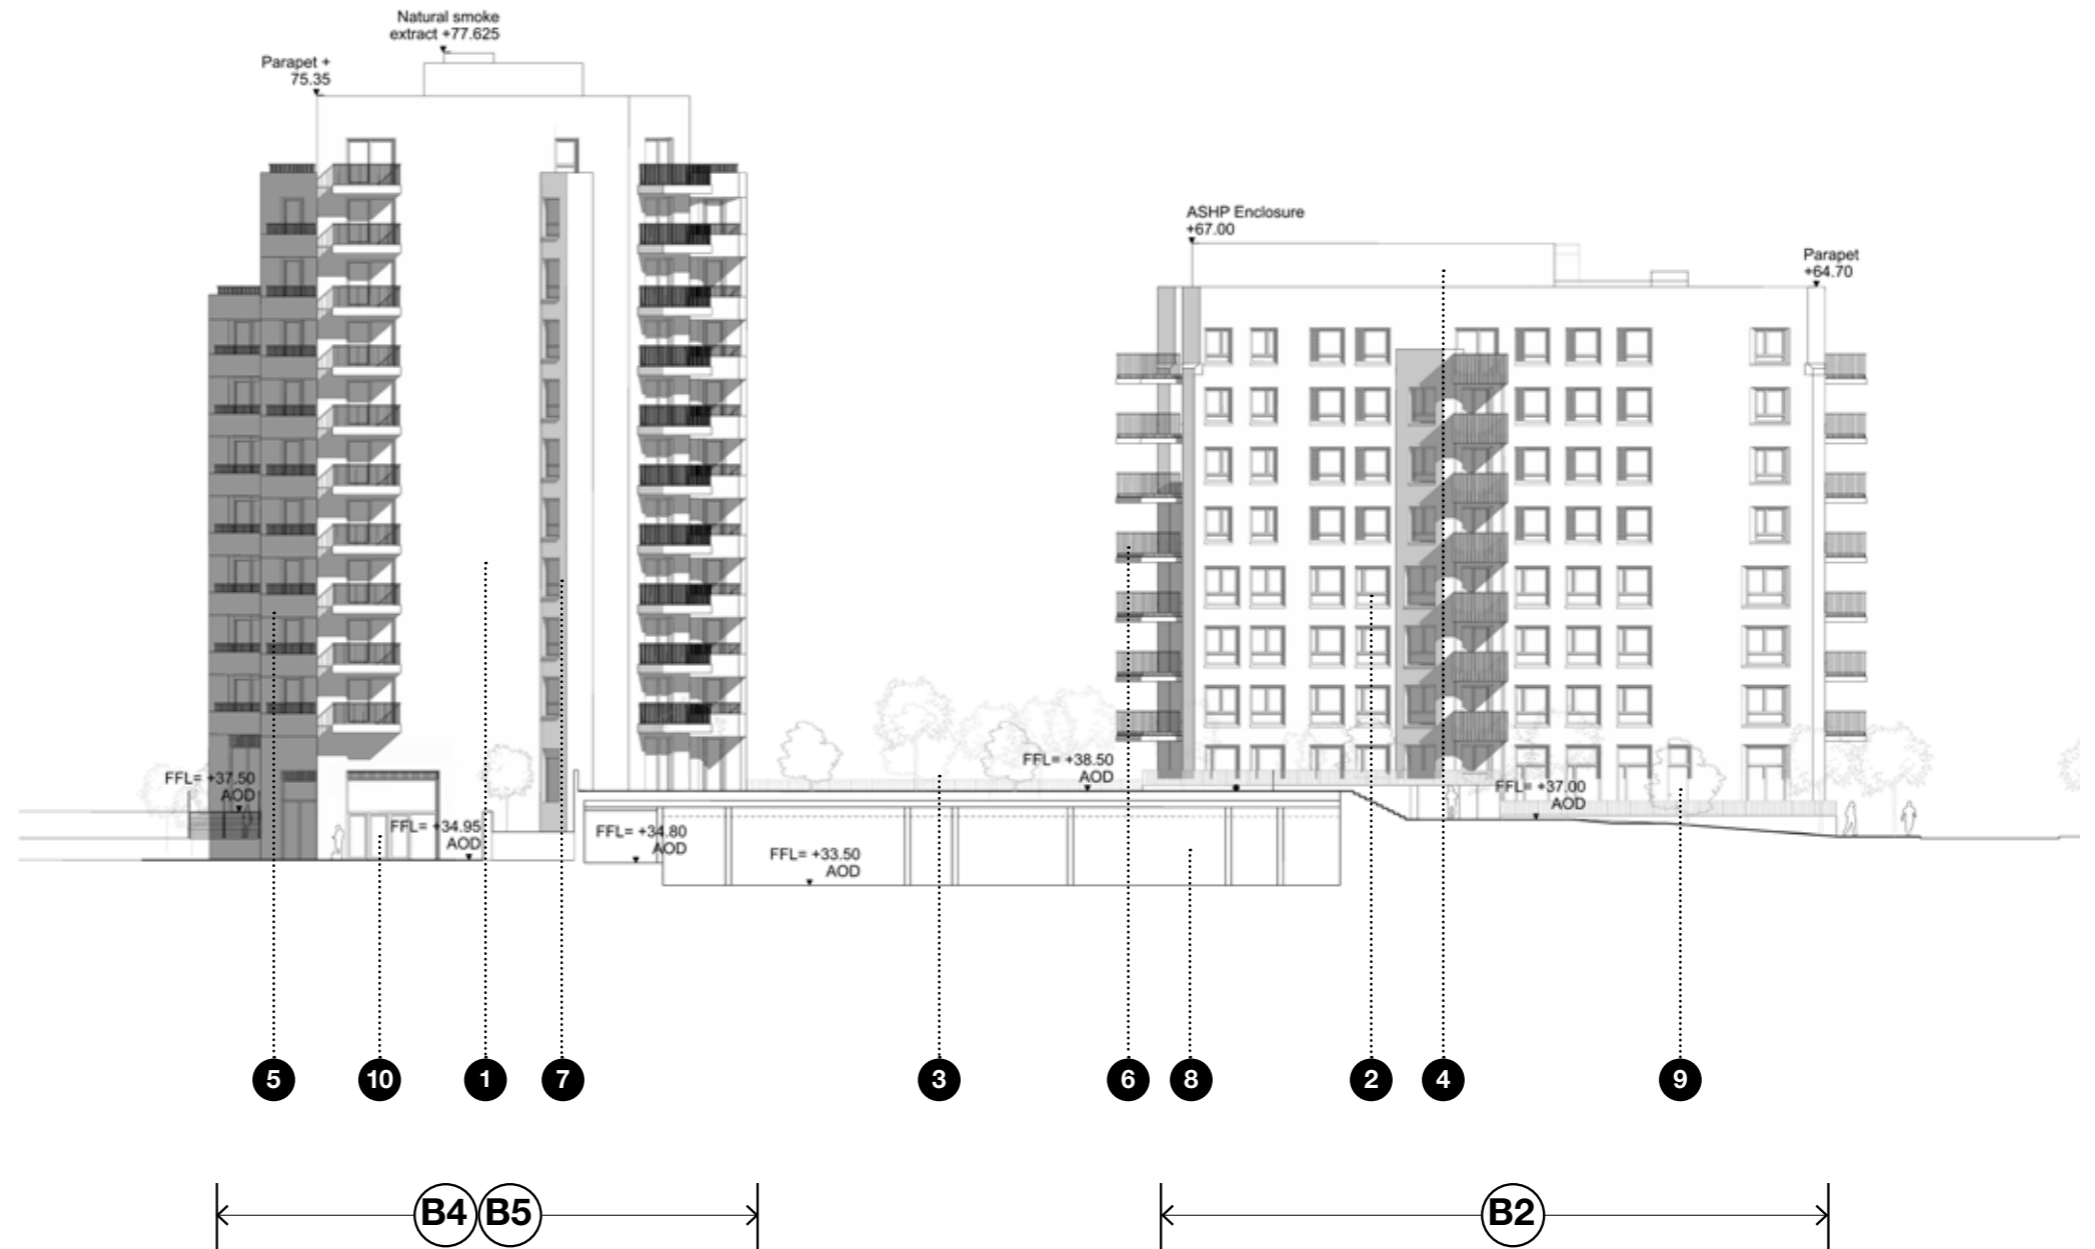 Natural smoke
extract +77.625
Parapet +
75.35
ASHP Enclosure
+67.00
Parapet
+64.70
FFL= +38.50
AOD
FFL= +37.50
AOD
FFL= +37.00
AOD
FFL= +34.95
AOD
FFL= +34.80
AOD
FFL= +33.50
AOD
5
10
1
7
3
6
8
2
4
9
B4
B5
B2